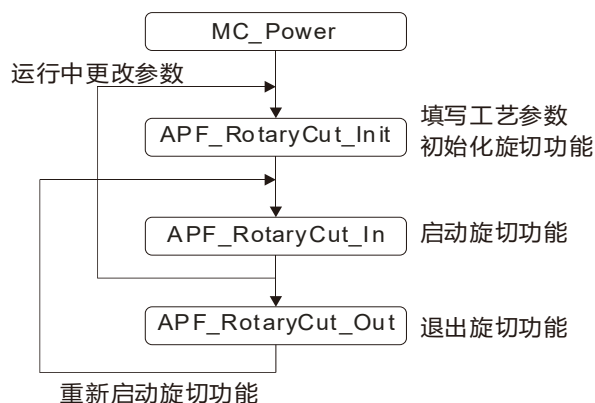 MC_Power
运行中更改参数
APF_RotaryCut_Init
填写工艺参数
初始化旋切功能
APF_RotaryCut_In
启动旋切功能
APF_RotaryCut_Out
退出旋切功能
重新启动旋切功能